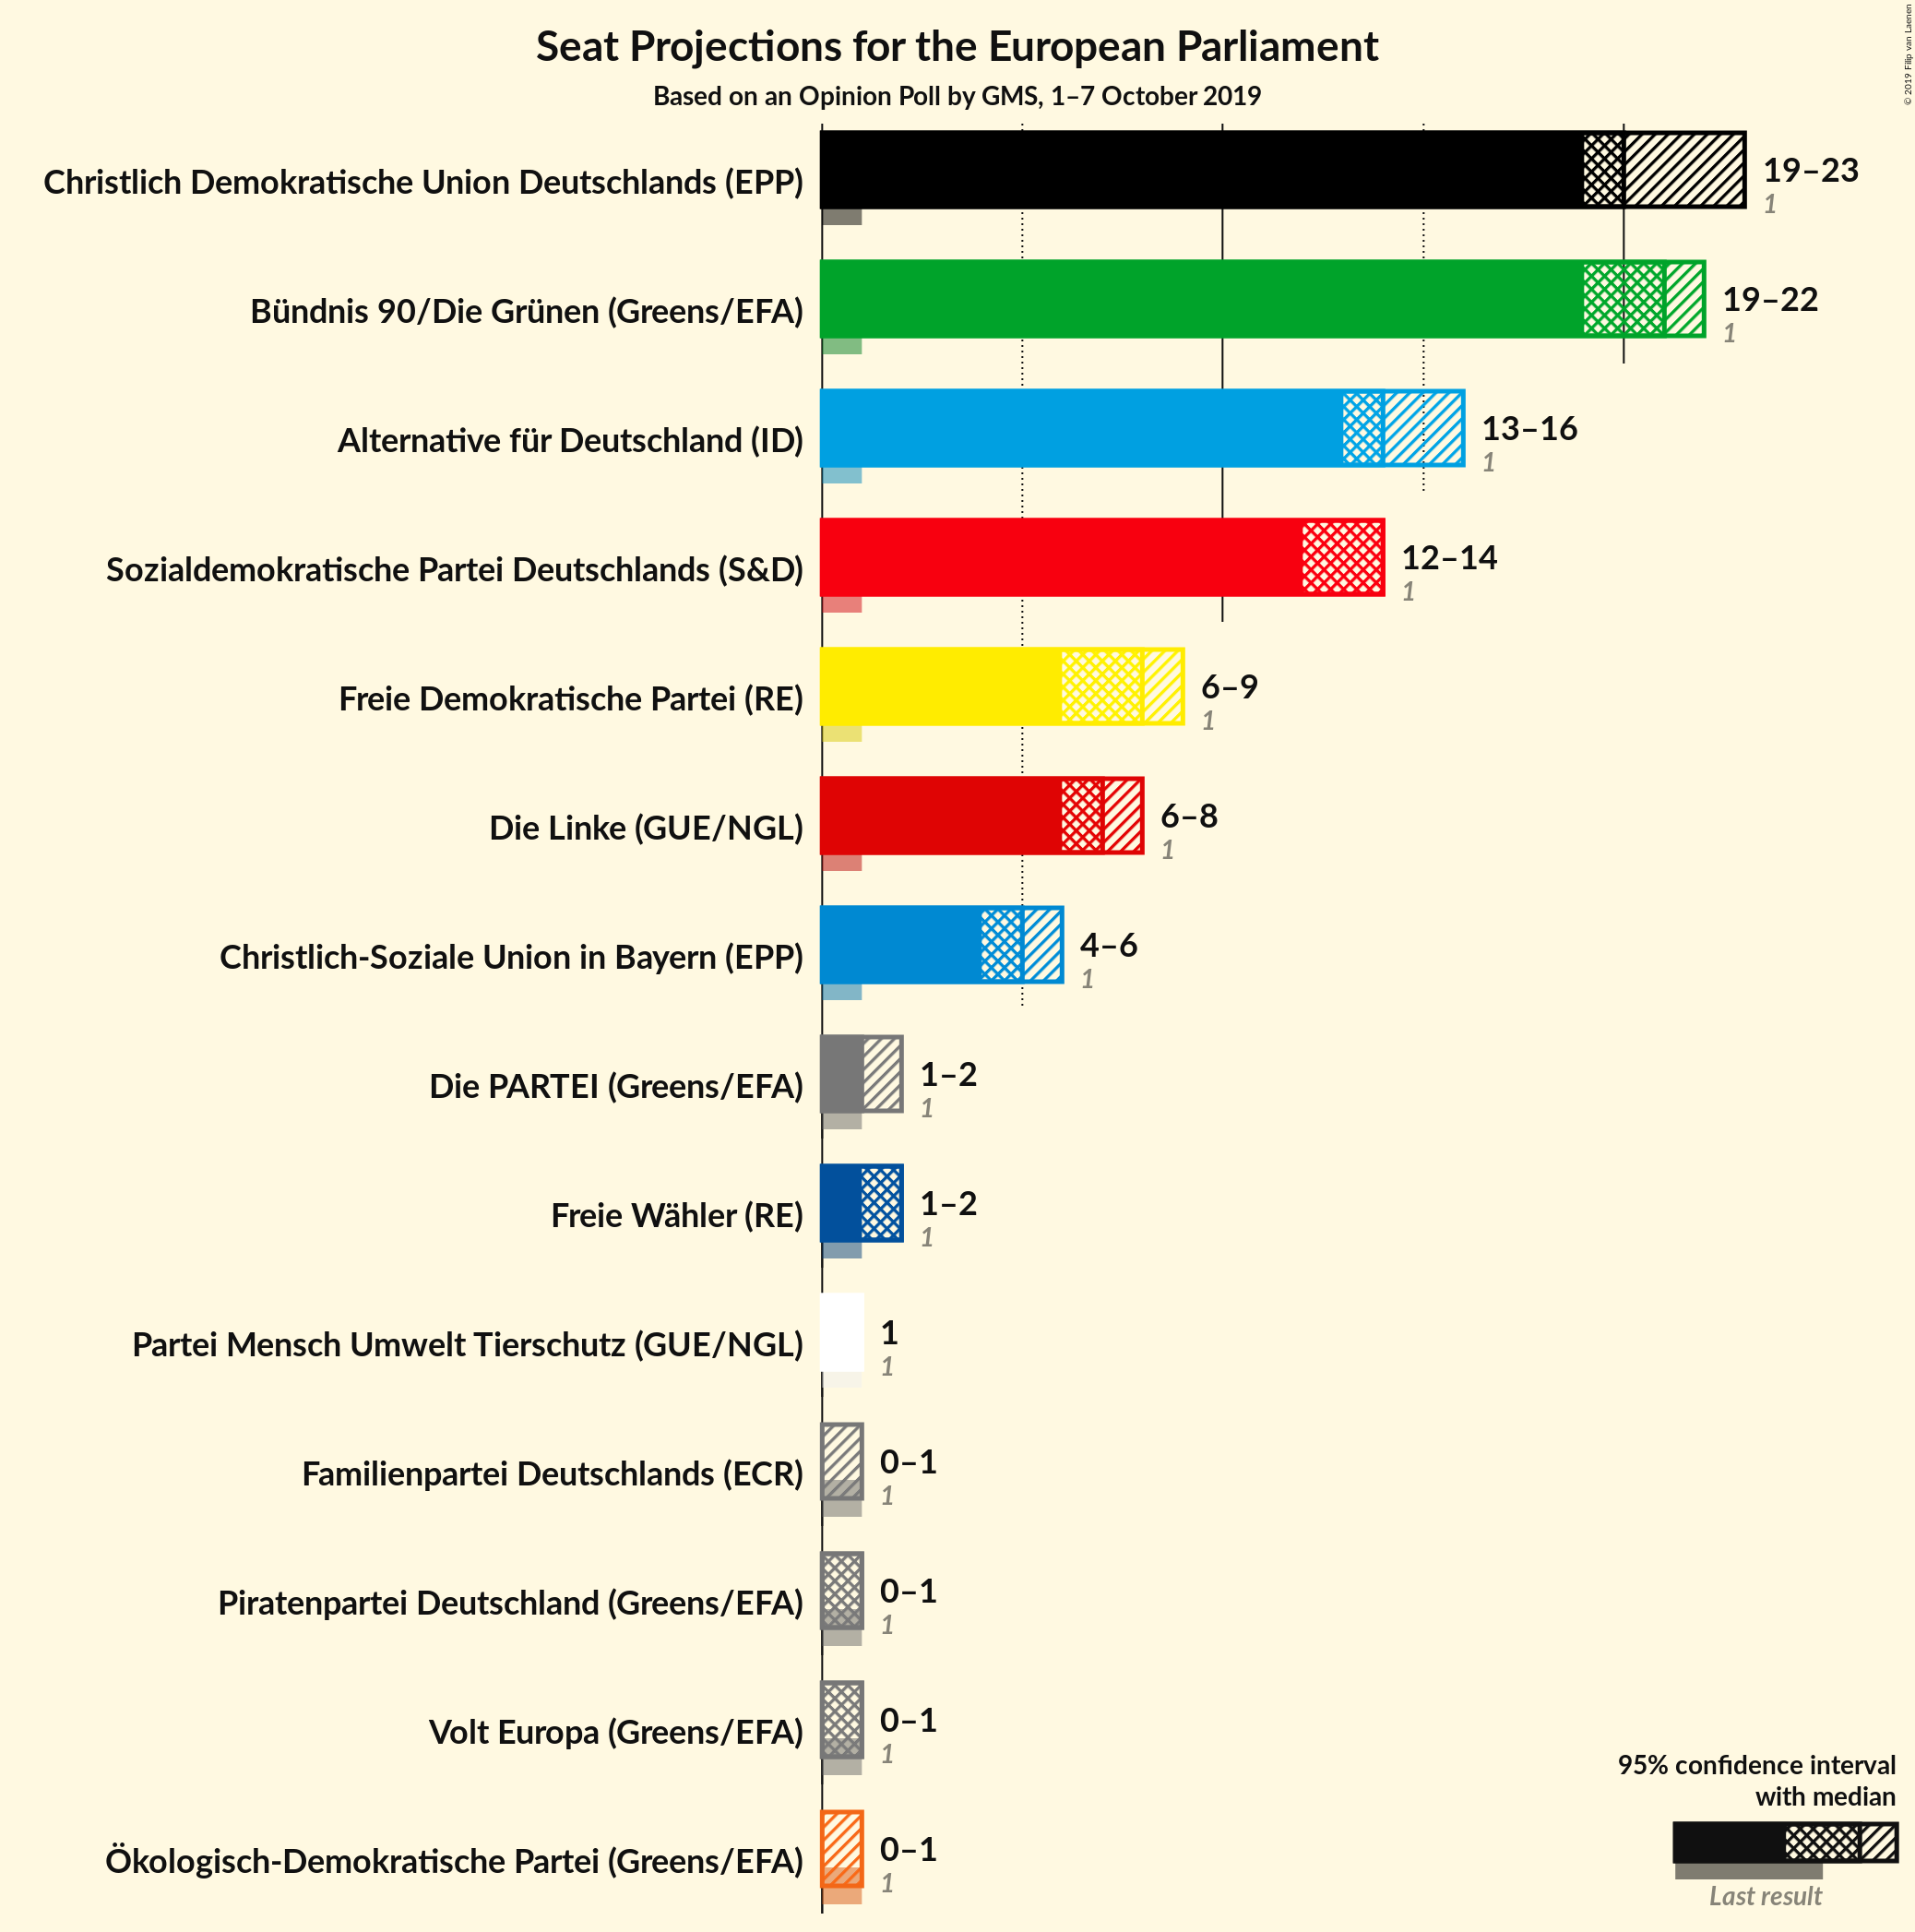 Seat Projections for the European Parliament
Based on an Opinion Poll by GMS, 1–7 October 2019
© 2019 Filip van Laenen
Christlich Demokratische Union Deutschlands (EPP)
19–23
1
Bündnis 90/Die Grünen (Greens/EFA)
19–22
1
Alternative für Deutschland (ID)
13–16
1
Sozialdemokratische Partei Deutschlands (S&D)
12–14
1
Freie Demokratische Partei (RE)
6–9
1
Die Linke (GUE/NGL)
6–8
1
Christlich-Soziale Union in Bayern (EPP)
4–6
1
Die PARTEI (Greens/EFA)
1–2
1
Freie Wähler (RE)
1–2
1
Partei Mensch Umwelt Tierschutz (GUE/NGL)
1
1
Familienpartei Deutschlands (ECR)
0–1
1
Piratenpartei Deutschland (Greens/EFA)
0–1
1
Volt Europa (Greens/EFA)
0–1
1
Ökologisch-Demokratische Partei (Greens/EFA)
0–1
1
95% confidence interval
with median
Last result